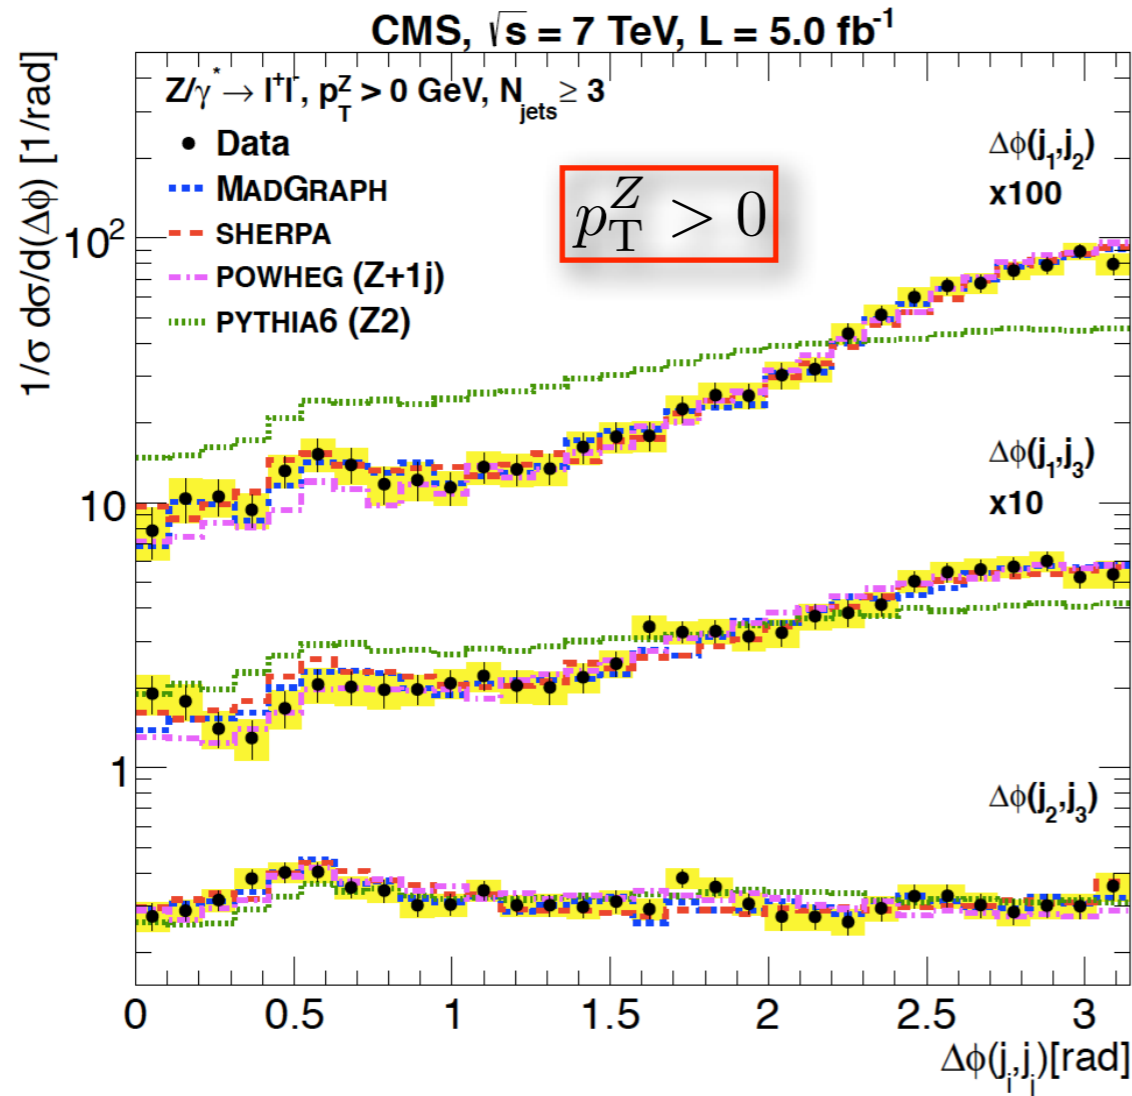 CMS, √s = 7 TeV, L = 5.0 fb⁻¹
1/σ dσ/d(Δφ) [1/rad]
Z/γ* → l⁺l⁻, p_T^Z > 0 GeV, N_jets ≥ 3
Data
MADGRAPH
SHERPA
POWHEG (Z+1j)
PYTHIA6 (Z2)
p_T^Z > 0
Δφ(j₁,j₂)
x100
Δφ(j₁,j₃)
x10
Δφ(j₂,j₃)
10²
10
1
0 0.5 1 1.5 2 2.5 3
Δφ(j_i,j_j)[rad]